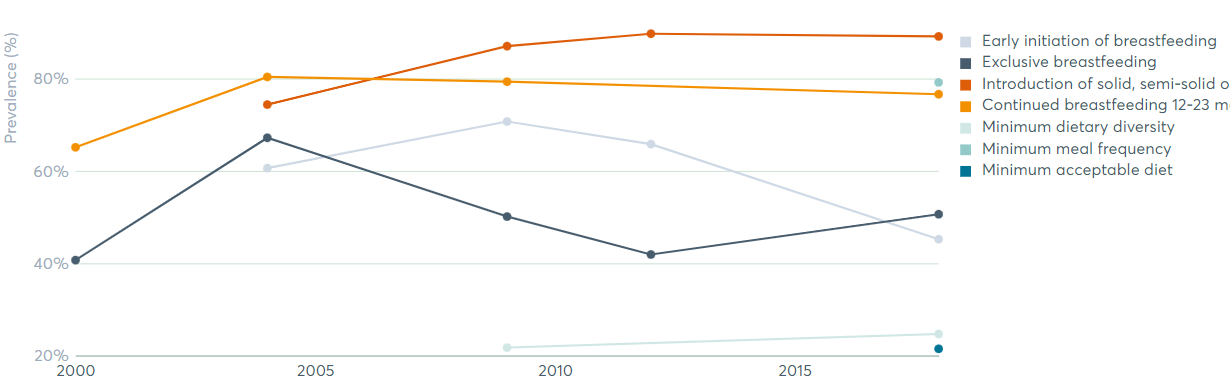 Prevalence (%)
80%
60%
40%
20%
2000
2005
2010
2015
Early initiation of breastfeeding
Exclusive breastfeeding
Introduction of solid, semi-solid o
Continued breastfeeding 12-23 m
Minimum dietary diversity
Minimum meal frequency
Minimum acceptable diet